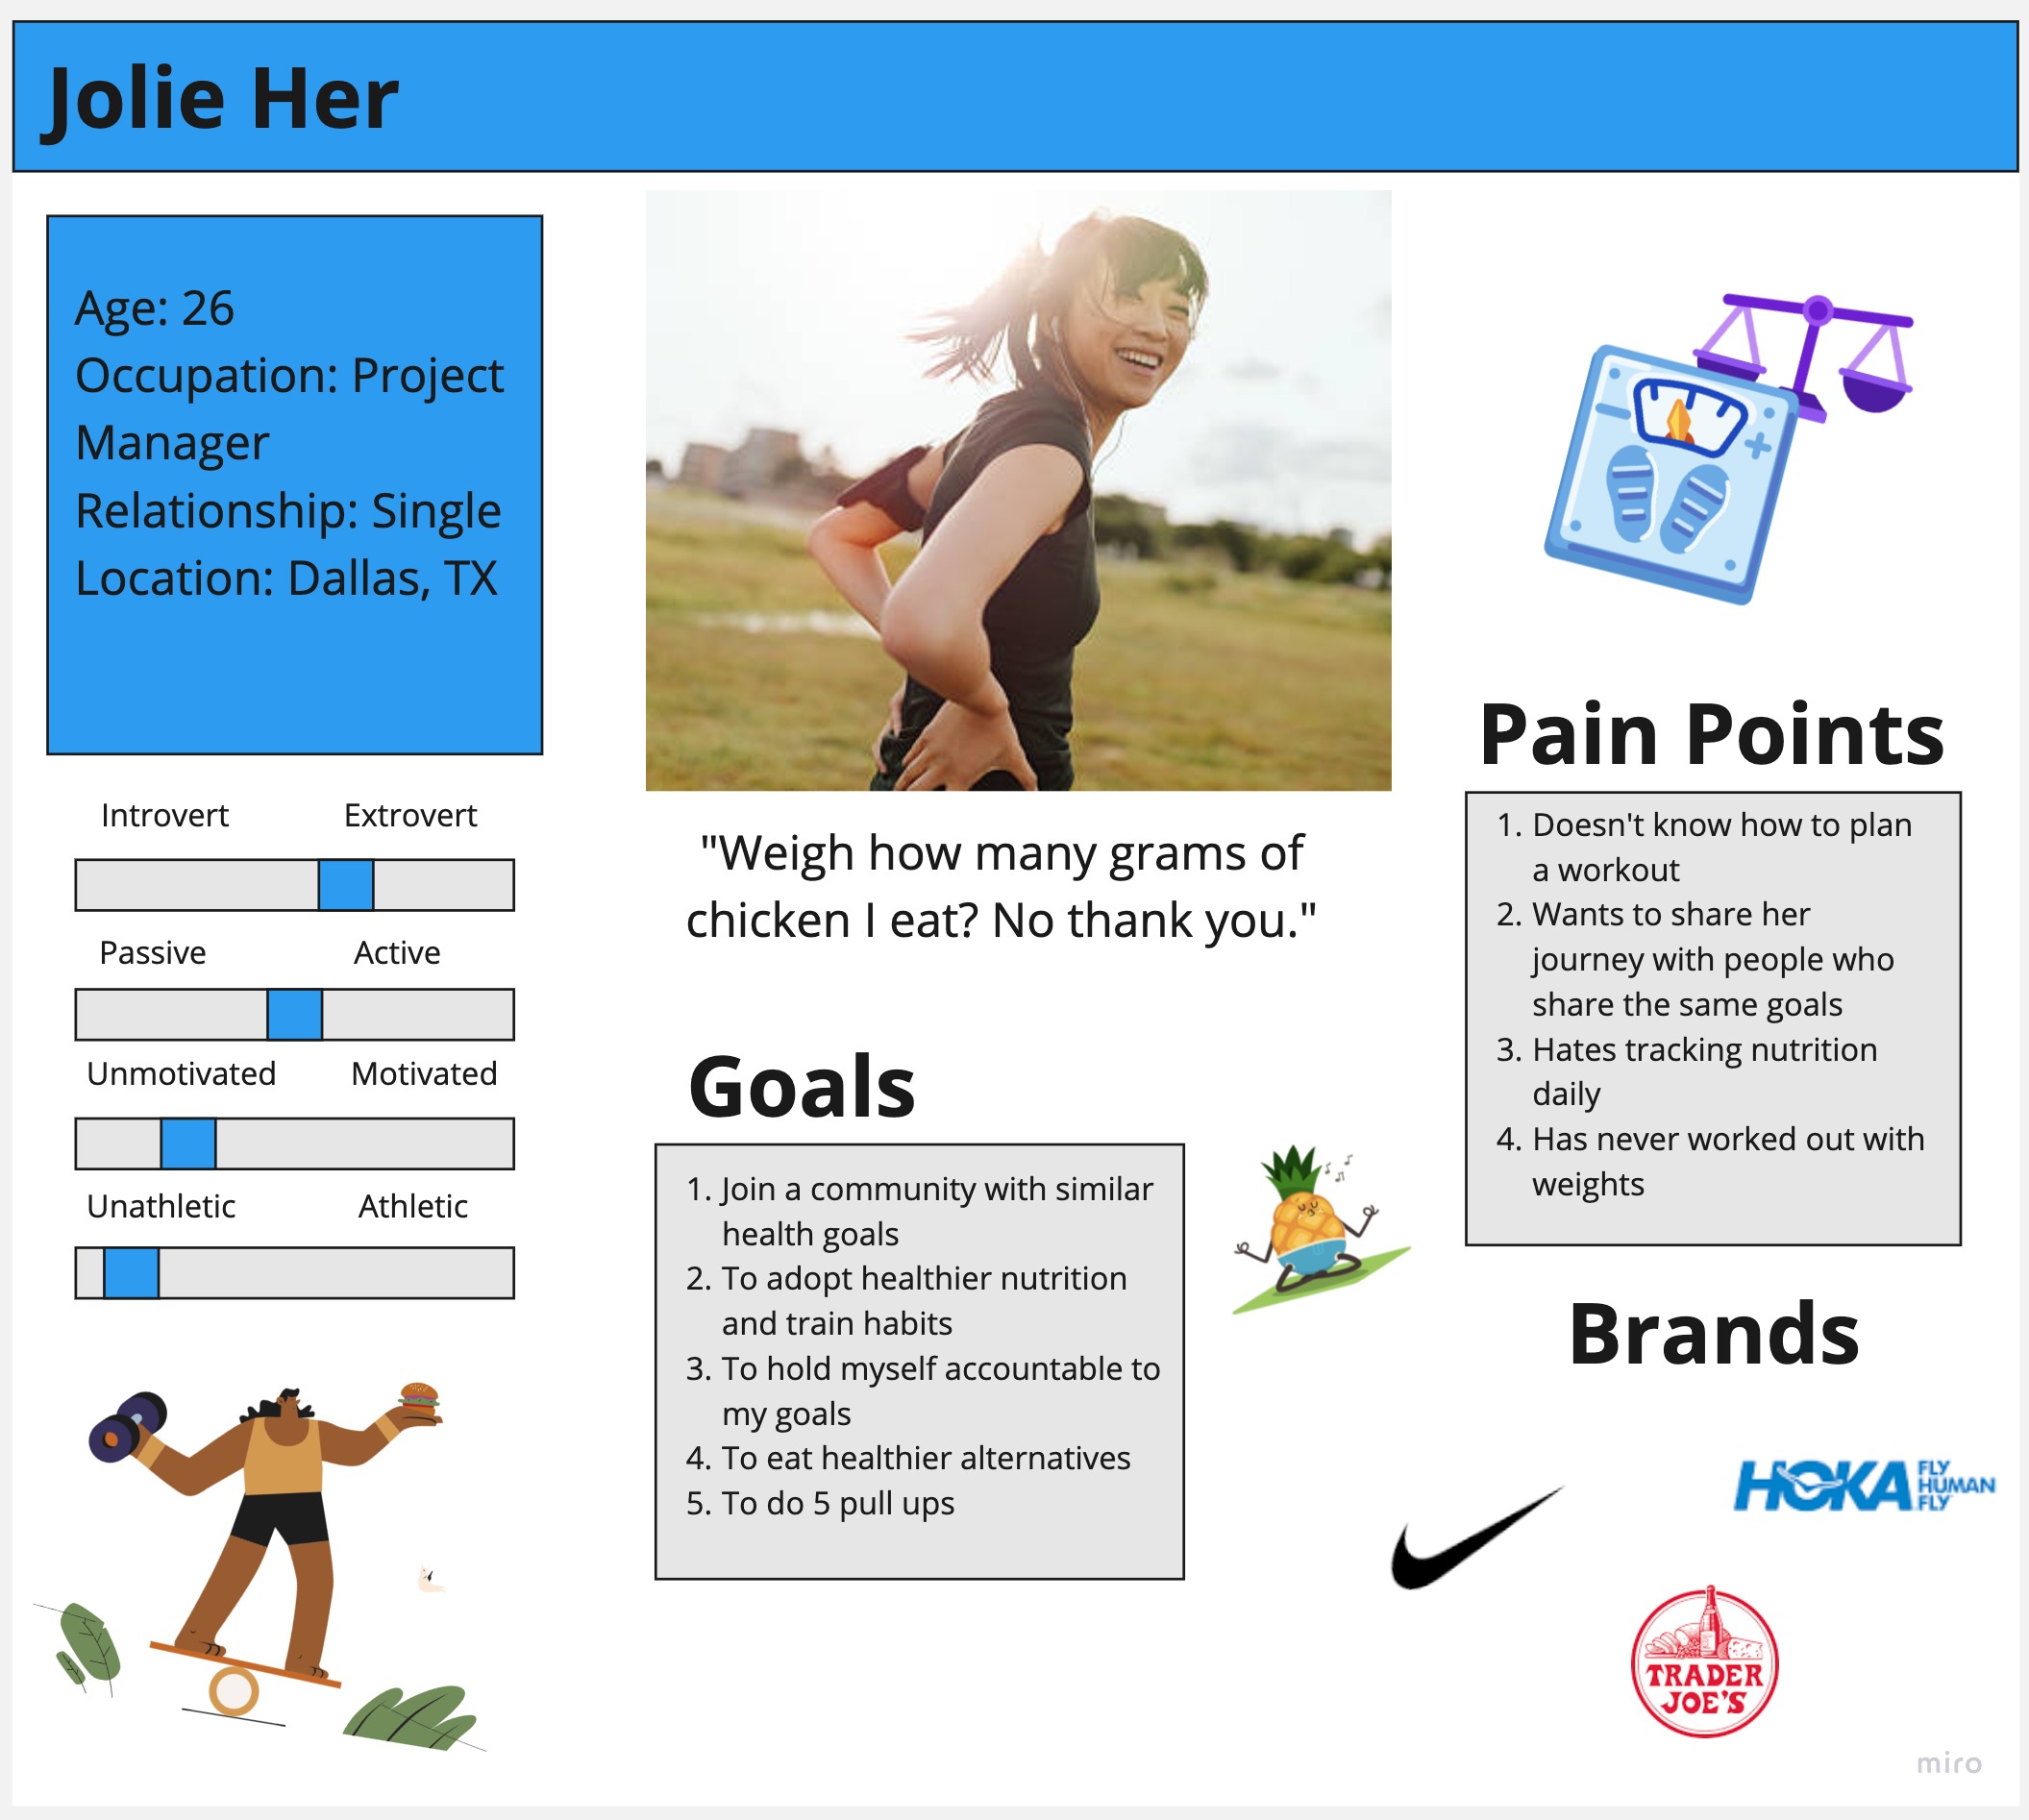 Jolie Her
Age: 26
Occupation: Project
Manager
Relationship: Single
Location: Dallas, TX
Introvert Extrovert
Passive Active
Unmotivated Motivated
Unathletic Athletic
"Weigh how many grams of
chicken I eat? No thank you."
Goals
1. Join a community with similar
health goals
2. To adopt healthier nutrition
and train habits
3. To hold myself accountable to
my goals
4. To eat healthier alternatives
5. To do 5 pull ups
Pain Points
1. Doesn't know how to plan
a workout
2. Wants to share her
journey with people who
share the same goals
3. Hates tracking nutrition
daily
4. Has never worked out with
weights
Brands
HOKA
FLY
HUMAN
FLY
TRADER
JOE'S
miro